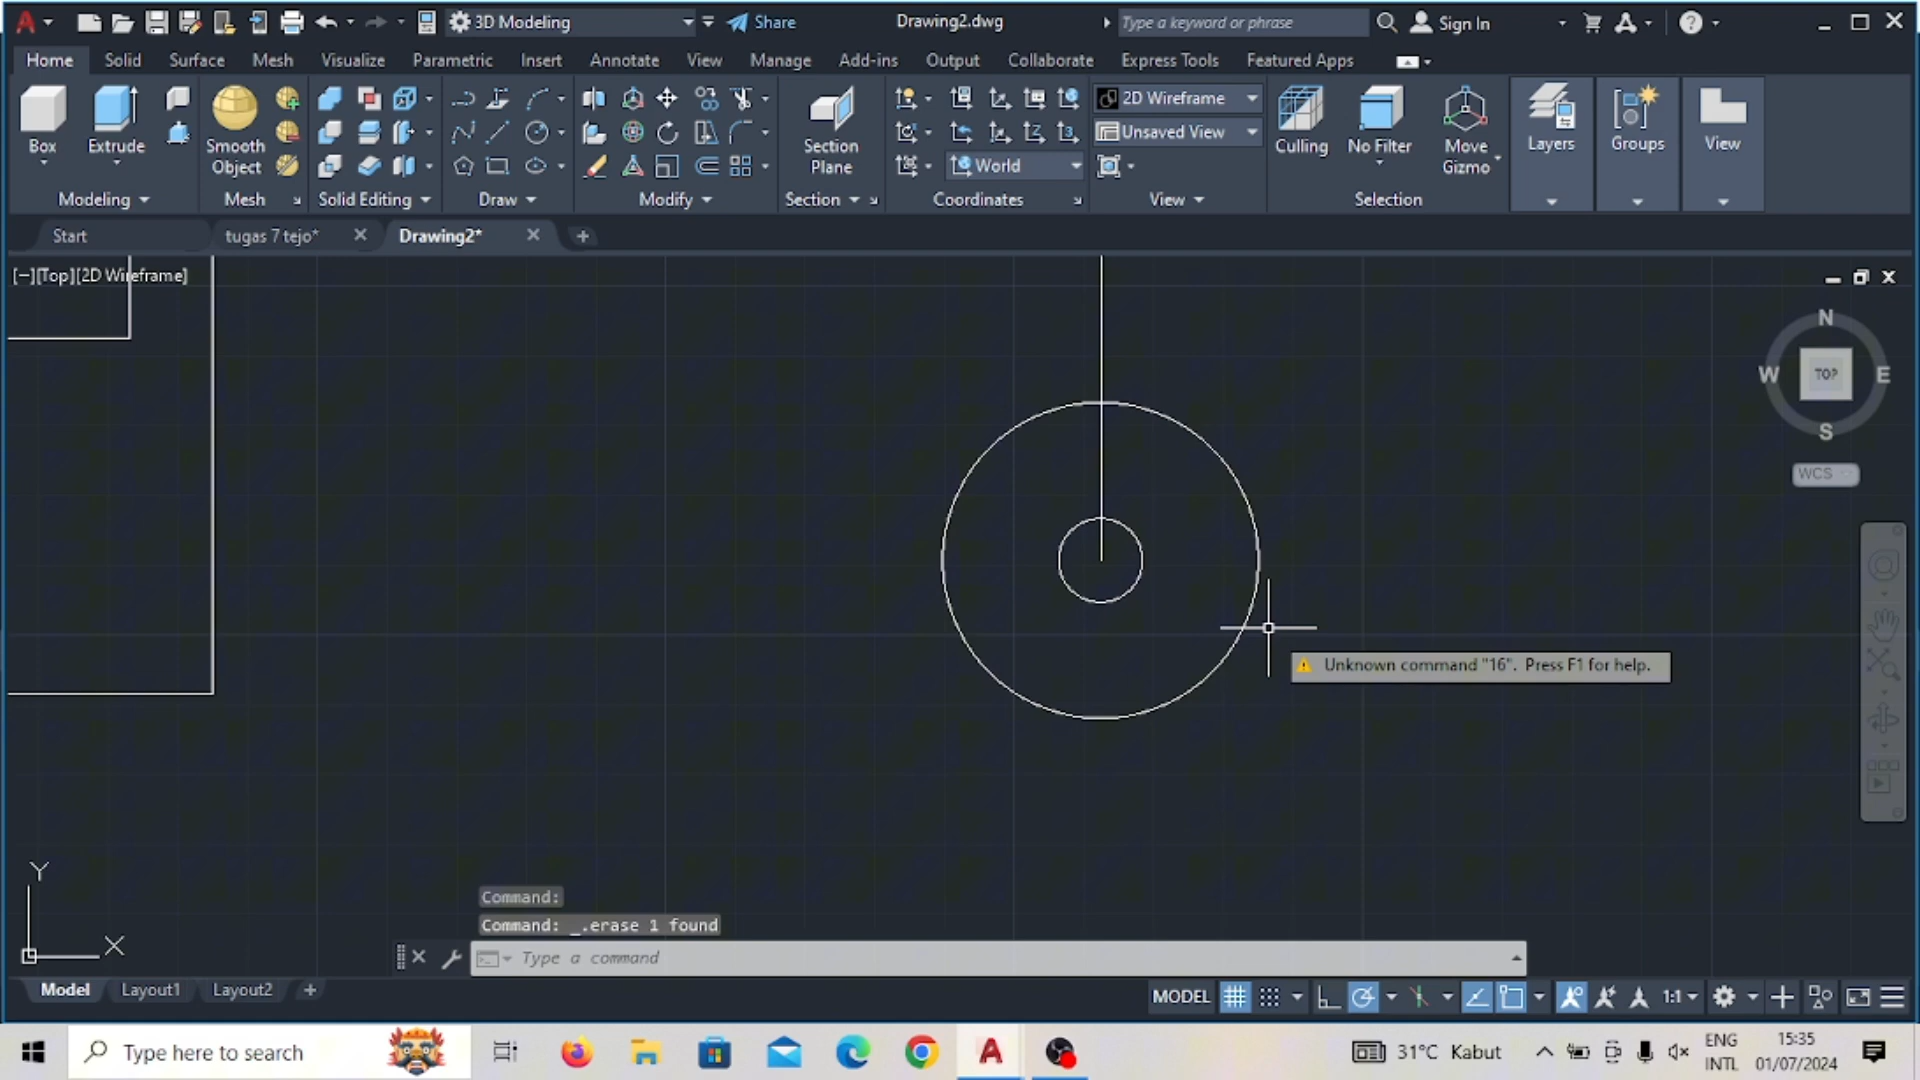 3D Modeling
Share
Drawing2.dwg
Type a keyword or phrase
Sign In
Home
Solid
Surface
Mesh
Visualize
Parametric
Insert
Annotate
View
Manage
Add-ins
Output
Collaborate
Express Tools
Featured Apps
Box
Extrude
Smooth
Object
Section
Plane
World
2D Wireframe
Unsaved View
Culling
No Filter
Move
Gizmo
Layers
Groups
View
Modeling
Mesh
Solid Editing
Draw
Modify
Section
Coordinates
View
Selection
Start
tugas 7 tejo*
Drawing2*
[−][Top][2D Wireframe]
N
W
TOP
E
S
WCS
Unknown command "16". Press F1 for help.
Y
X
Command:
Command: _.erase 1 found
Type a command
Model
Layout1
Layout2
MODEL
1:1
Type here to search
31°C Kabut
ENG
INTL
15:35
01/07/2024